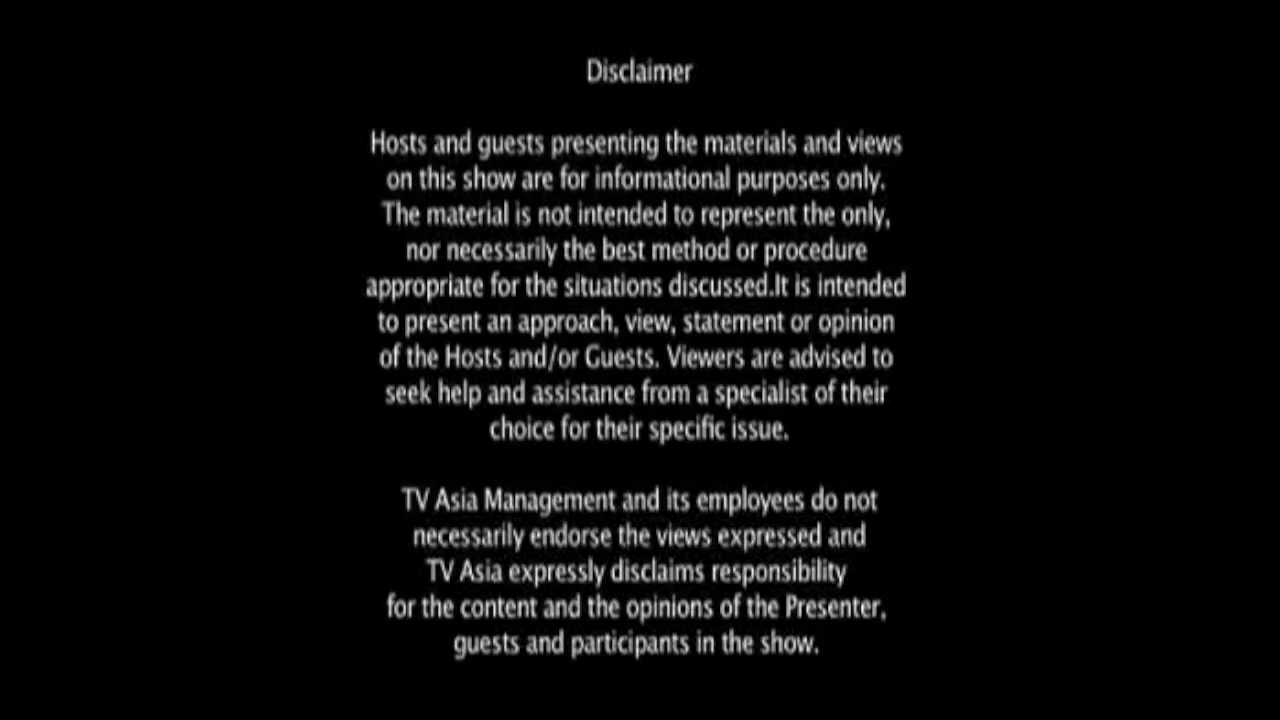 Disclaimer
Hosts and guests presenting the materials and views
on this show are for informational purposes only.
The material is not intended to represent the only,
nor necessarily the best method or procedure
appropriate for the situations discussed.It is intended
to present an approach, view, statement or opinion
of the Hosts and/or Guests. Viewers are advised to
seek help and assistance from a specialist of their
choice for their specific issue.
TV Asia Management and its employees do not
necessarily endorse the views expressed and
TV Asia expressly disclaims responsibility
for the content and the opinions of the Presenter,
guests and participants in the show.